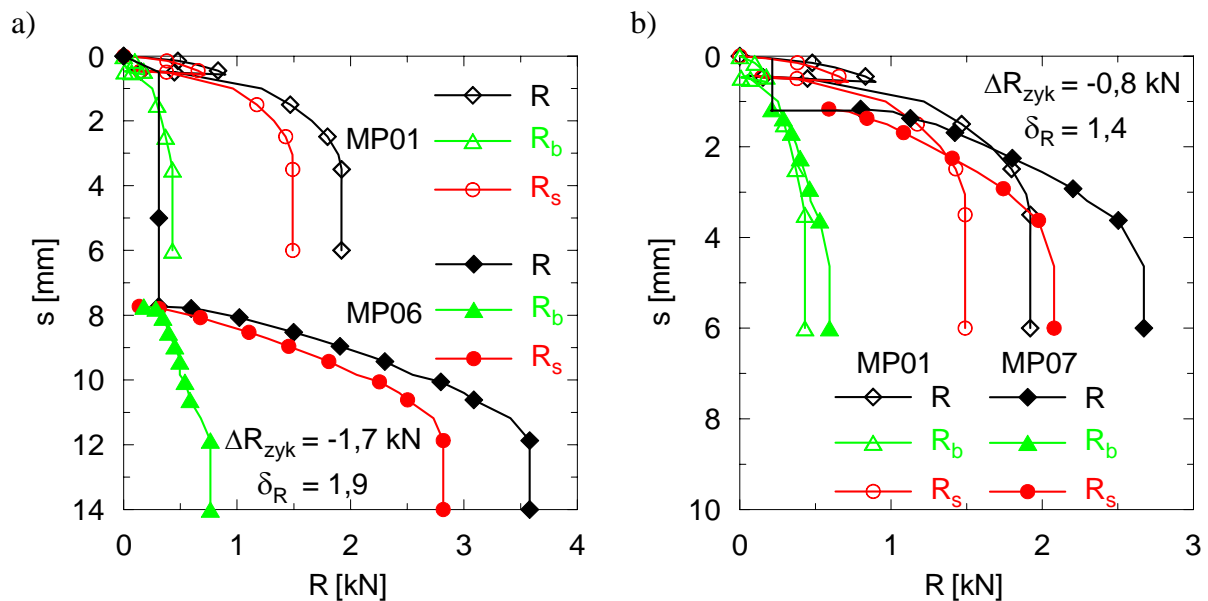 a)
0
2
4
6
8
10
12
14
s [mm]
0 1 2 3 4
R [kN]
MP01
R
R_b
R_s
MP06
R
R_b
R_s
ΔR_zyk = -1,7 kN
δ_R = 1,9
b)
0
2
4
6
8
10
s [mm]
0 1 2 3
R [kN]
ΔR_zyk = -0,8 kN
δ_R = 1,4
MP01 MP07
R R
R_b R_b
R_s R_s